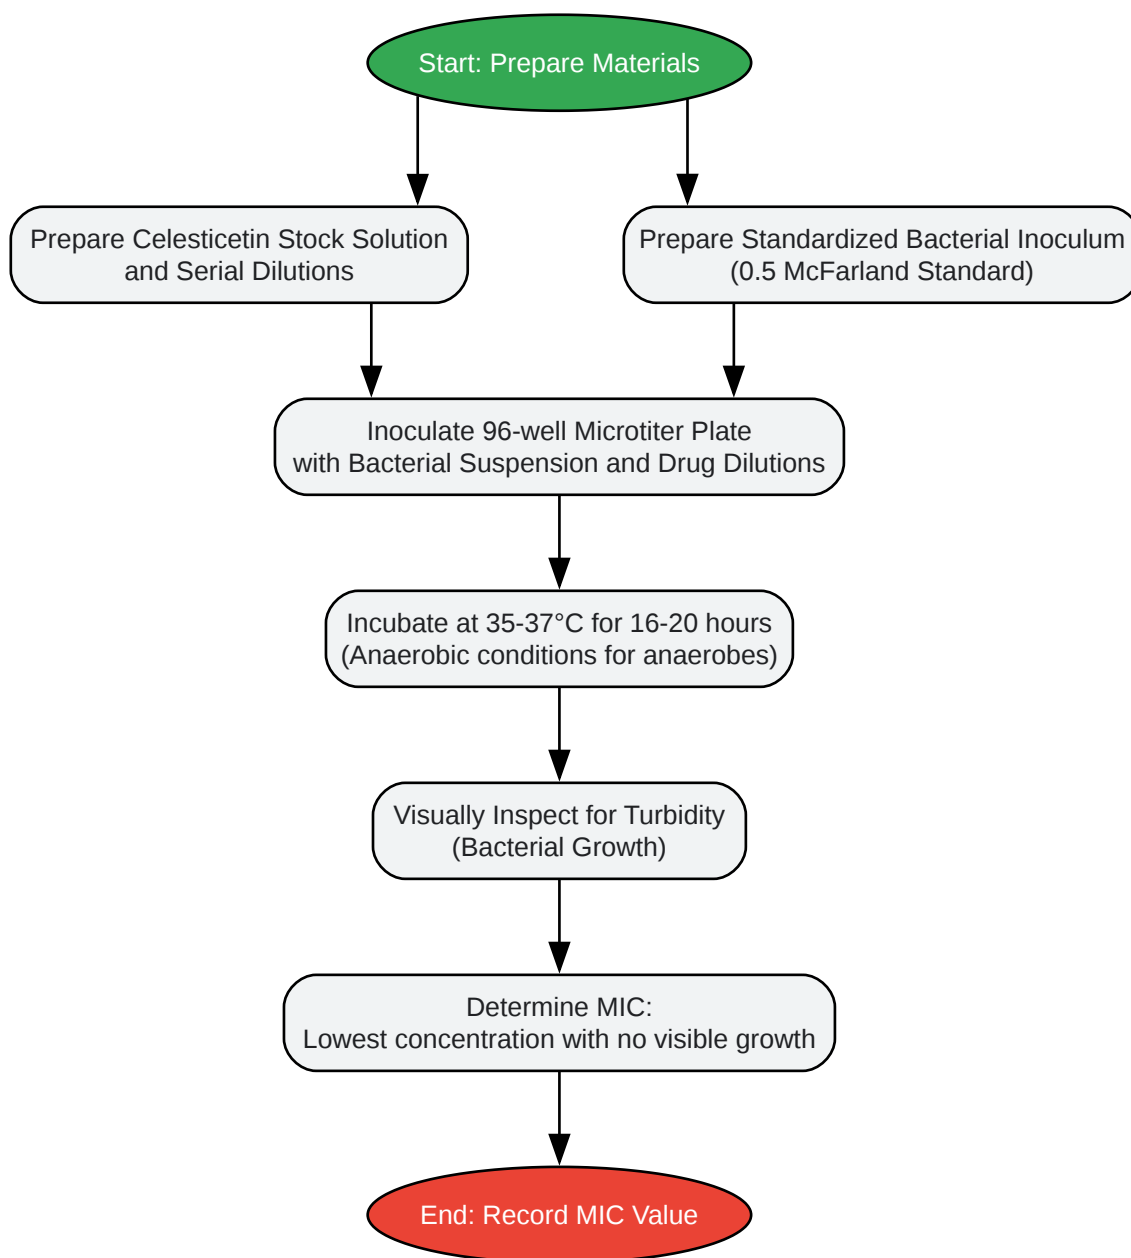 Start: Prepare Materials
Prepare Celesticetin Stock Solution
and Serial Dilutions
Prepare Standardized Bacterial Inoculum
(0.5 McFarland Standard)
Inoculate 96-well Microtiter Plate
with Bacterial Suspension and Drug Dilutions
Incubate at 35-37°C for 16-20 hours
(Anaerobic conditions for anaerobes)
Visually Inspect for Turbidity
(Bacterial Growth)
Determine MIC:
Lowest concentration with no visible growth
End: Record MIC Value